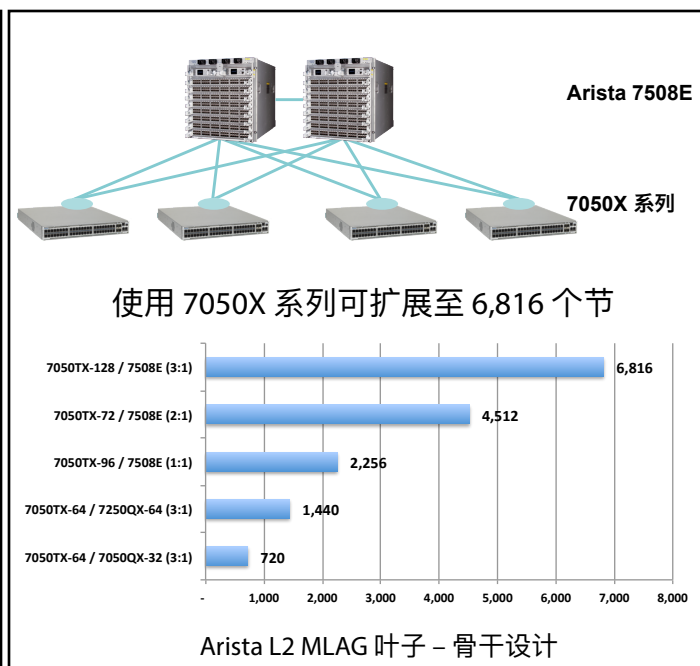 Arista 7508E
7050X 系列
使用 7050X 系列可扩展至 6,816 个节
7050TX-128 / 7508E (3:1)
6,816
7050TX-72 / 7508E (2:1)
4,512
7050TX-96 / 7508E (1:1)
2,256
7050TX-64 / 7250QX-64 (3:1)
1,440
7050TX-64 / 7050QX-32 (3:1)
720
- 1,000 2,000 3,000 4,000 5,000 6,000 7,000 8,000
Arista L2 MLAG 叶子 – 骨干设计